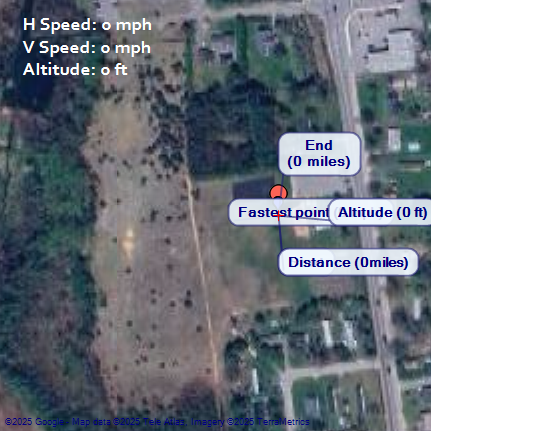 H Speed: 0 mph
V Speed: 0 mph
Altitude: 0 ft
End
(0 miles)
Fastest point
Altitude (0 ft)
Distance (0miles)
©2025 Google - Map data ©2025 Tele Atlas, Imagery ©2025 TerraMetrics